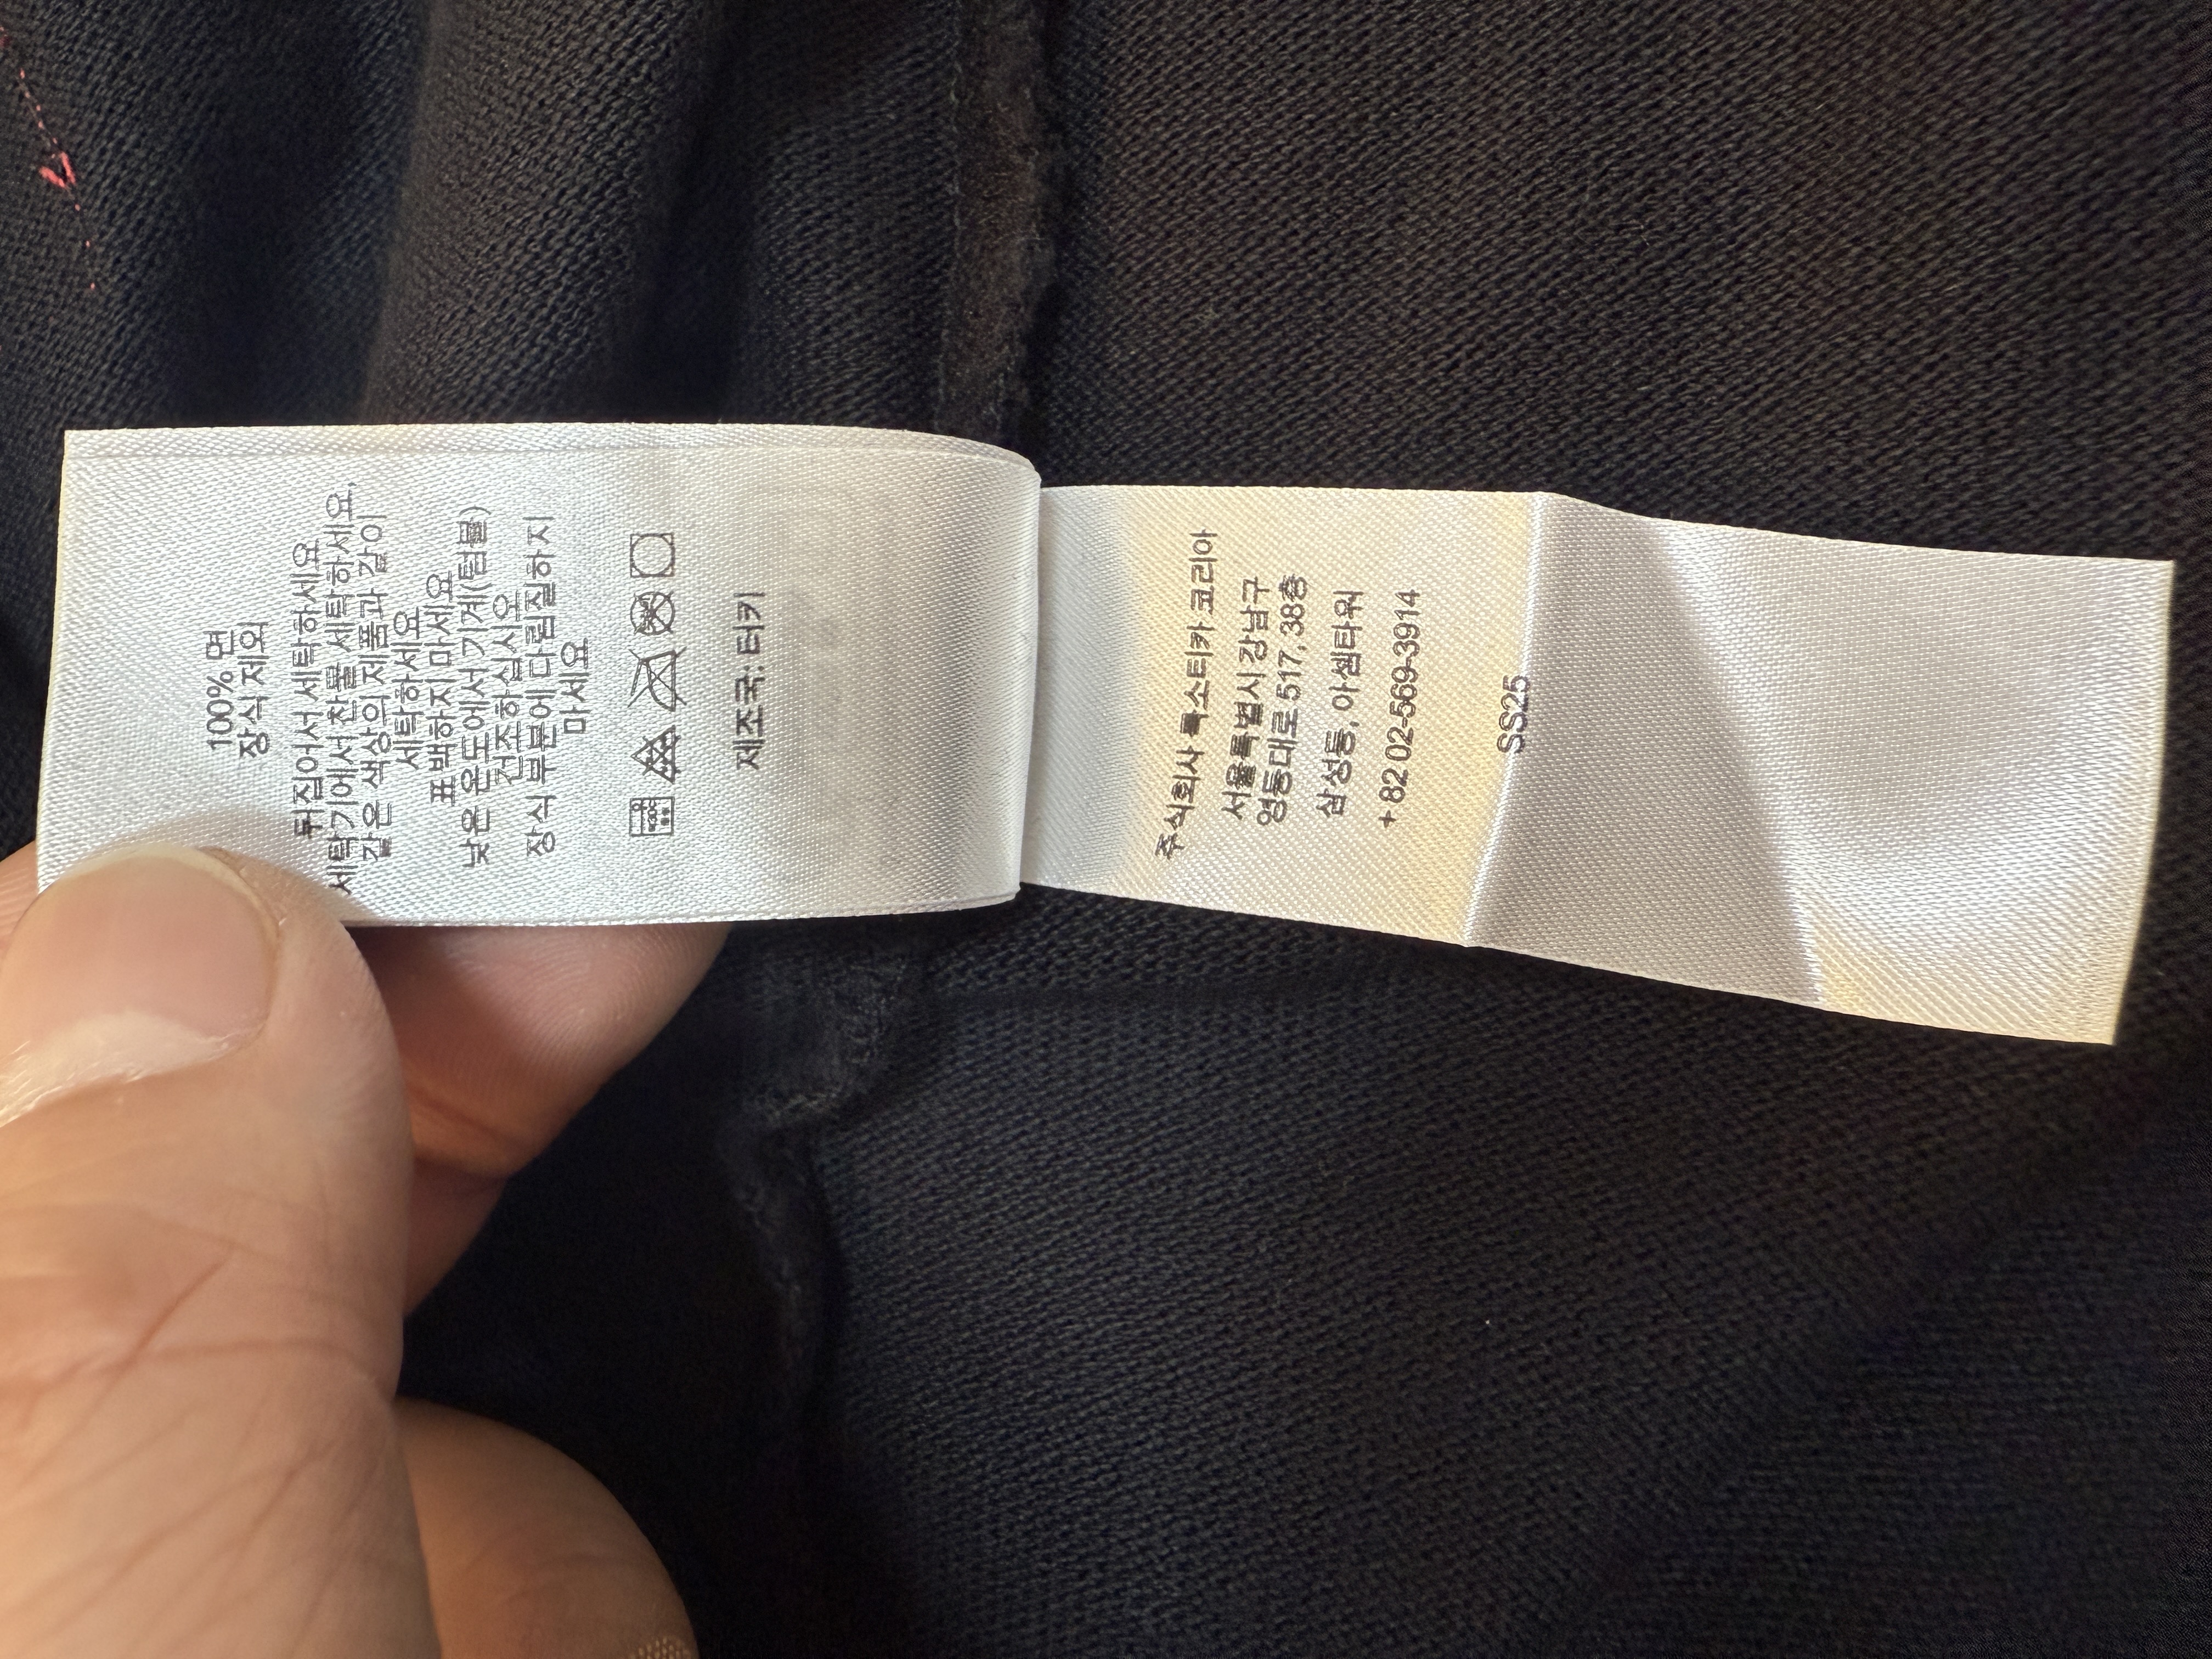 100% 면
장식 제외
뒤집어서 세탁하세요
세탁기에서 찬물 세탁하세요,
같은 색상의 제품과 같이
세탁하세요
표백하지 마세요
낮은 온도에서 기계(텀블)
건조하십시오
장식 부분에 다림질하지
마세요
제조국: 터키
주식회사 록소티카 코리아
서울특별시 강남구
영동대로 517, 38층
삼성동, 아셈타워
+ 82 02-569-3914
SS25